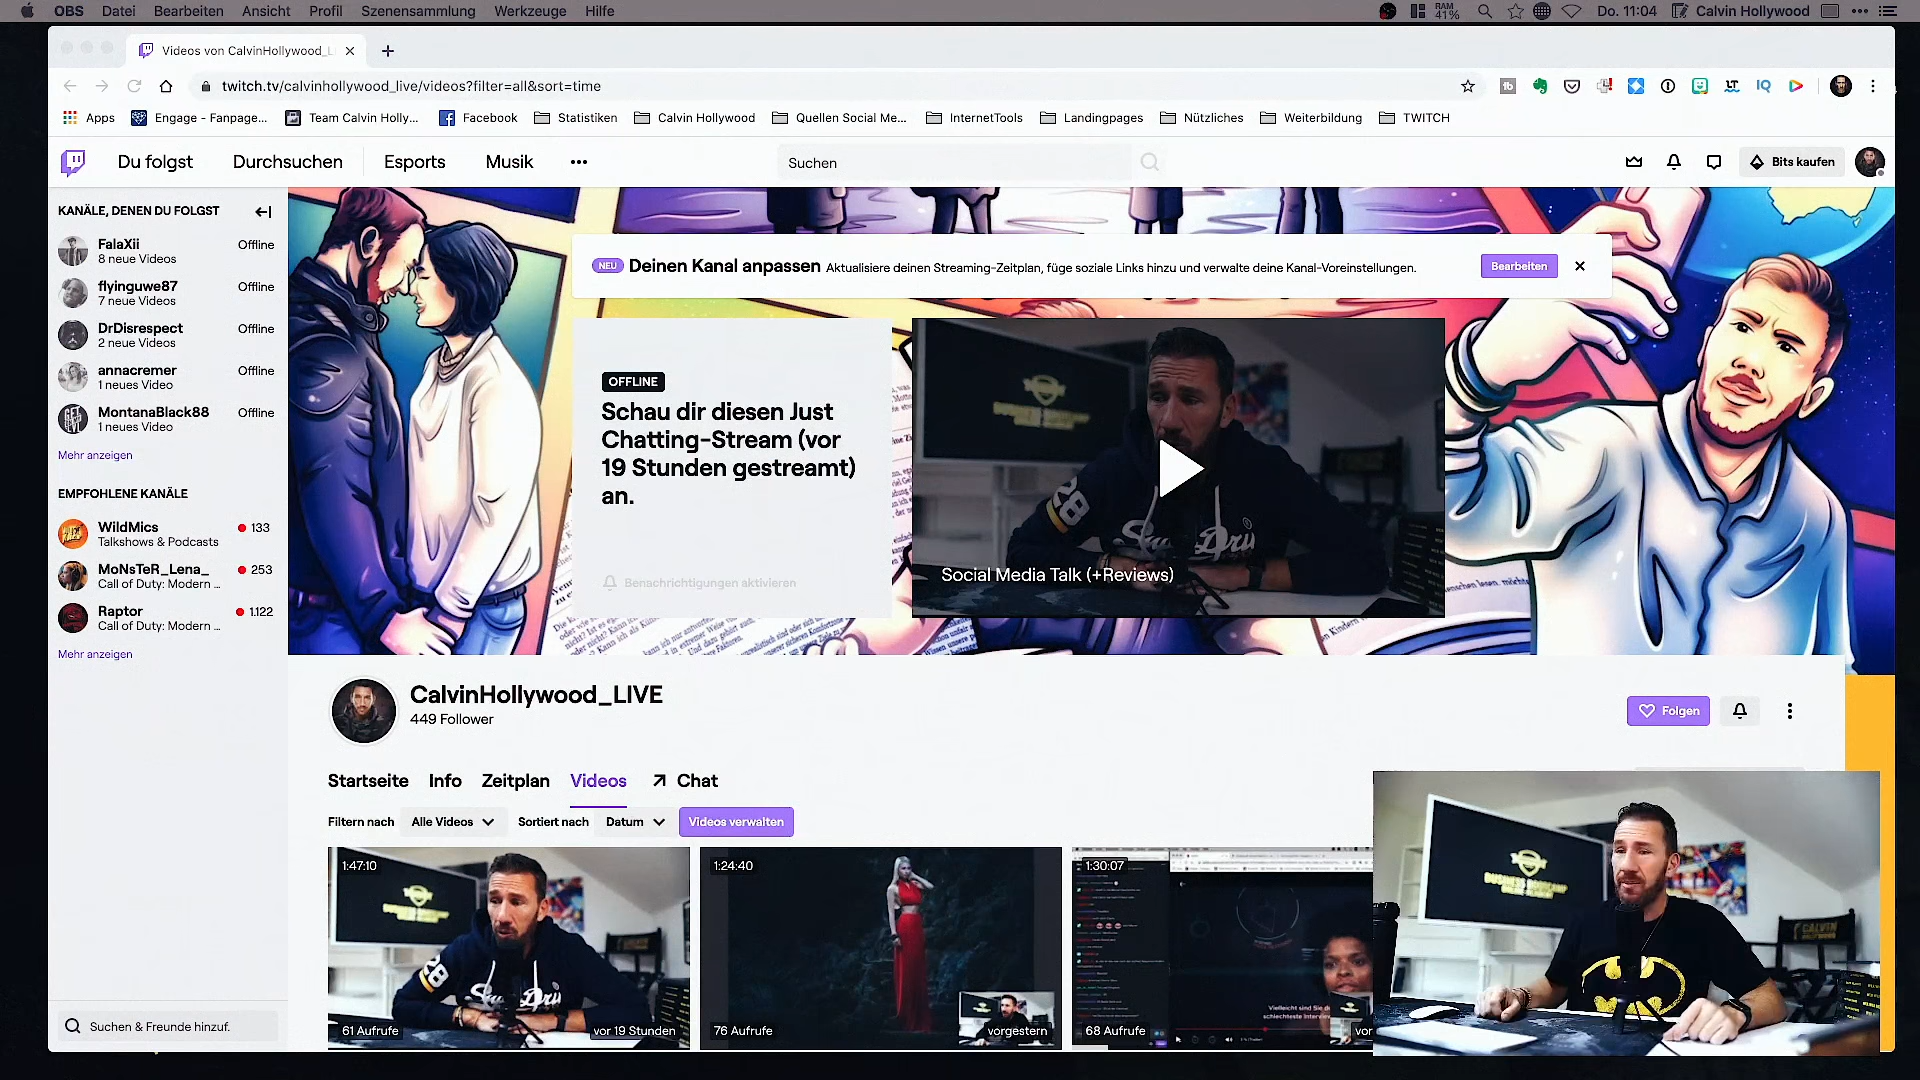 OBS Datei Bearbeiten Ansicht Profil Szenensammlung Werkzeuge Hilfe
RAM 41% Do. 11:04 Calvin Hollywood
Videos von CalvinHollywood_L
twitch.tv/calvinhollywood_live/videos?filter=all&sort=time
Apps Engage - Fanpage... Team Calvin Holly... Facebook Statistiken Calvin Hollywood Quellen Social Me... InternetTools Landingpages Nützliches Weiterbildung TWITCH
Du folgst Durchsuchen Esports Musik Suchen Bits kaufen
KANÄLE, DENEN DU FOLGST
FalaXii Offline
8 neue Videos
flyinguwe87 Offline
7 neue Videos
DrDisrespect Offline
2 neue Videos
annacremer Offline
1 neues Video
MontanaBlack88 Offline
1 neues Video
Mehr anzeigen
EMPFOHLENE KANÄLE
WildMics 133
Talkshows & Podcasts
MoNsTeR_Lena_ 253
Call of Duty: Modern ...
Raptor 1.122
Call of Duty: Modern ...
Mehr anzeigen
Suchen & Freunde hinzuf.
NEU Deinen Kanal anpassen Aktualisiere deinen Streaming-Zeitplan, füge soziale Links hinzu und verwalte deine Kanal-Voreinstellungen. Bearbeiten
OFFLINE
Schau dir diesen Just
Chatting-Stream (vor
19 Stunden gestreamt)
an.
Benachrichtigungen aktivieren
Social Media Talk (+Reviews)
CalvinHollywood_LIVE
449 Follower
Folgen
Startseite Info Zeitplan Videos Chat
Filtern nach Alle Videos Sortiert nach Datum Videos verwalten
1:47:10
61 Aufrufe vor 19 Stunden
1:24:40
76 Aufrufe vorgestern
1:30:07
68 Aufrufe vor